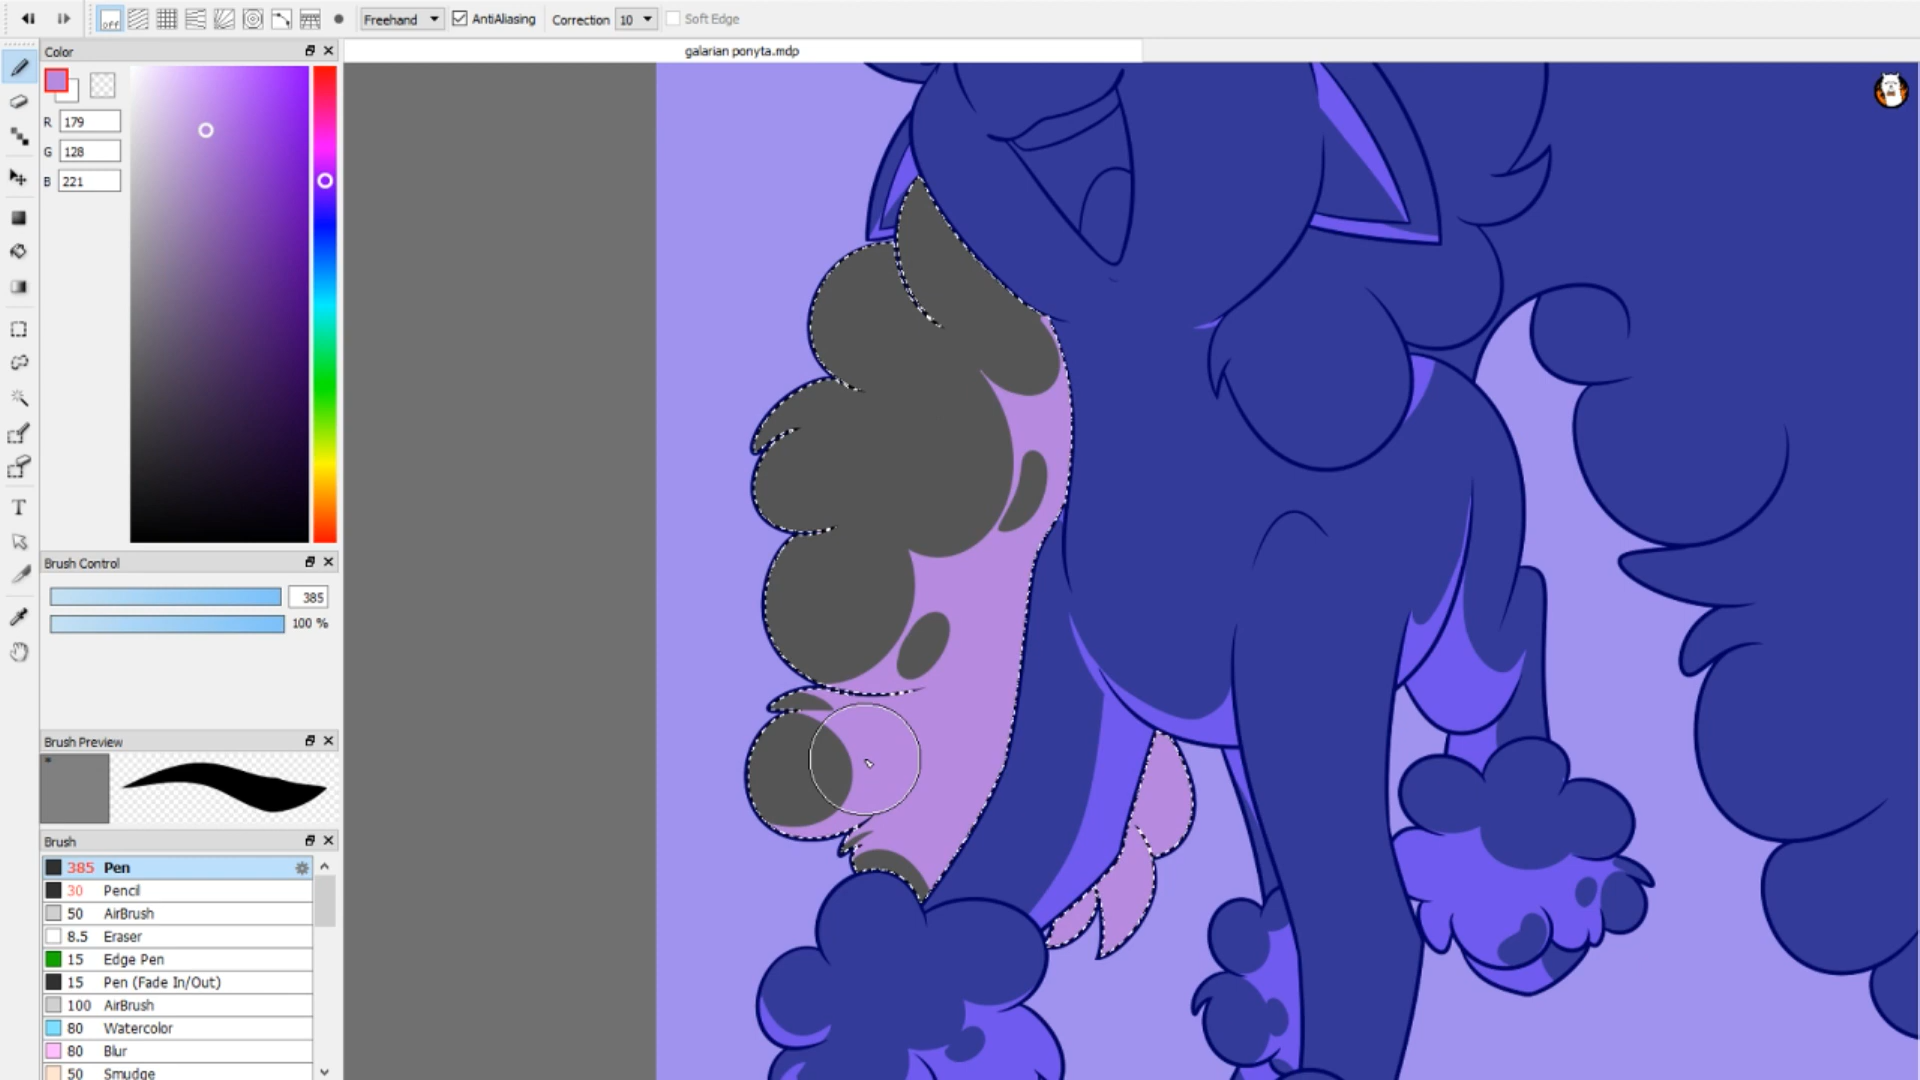 off
Freehand
AntiAliasing
Correction 10
Soft Edge
Color
galarian ponyta.mdp
R 179
G 128
B 221
T
Brush Control
385
100 %
Brush Preview
Brush
385 Pen
30 Pencil
50 AirBrush
8.5 Eraser
15 Edge Pen
15 Pen (Fade In/Out)
100 AirBrush
80 Watercolor
80 Blur
50 Smudge